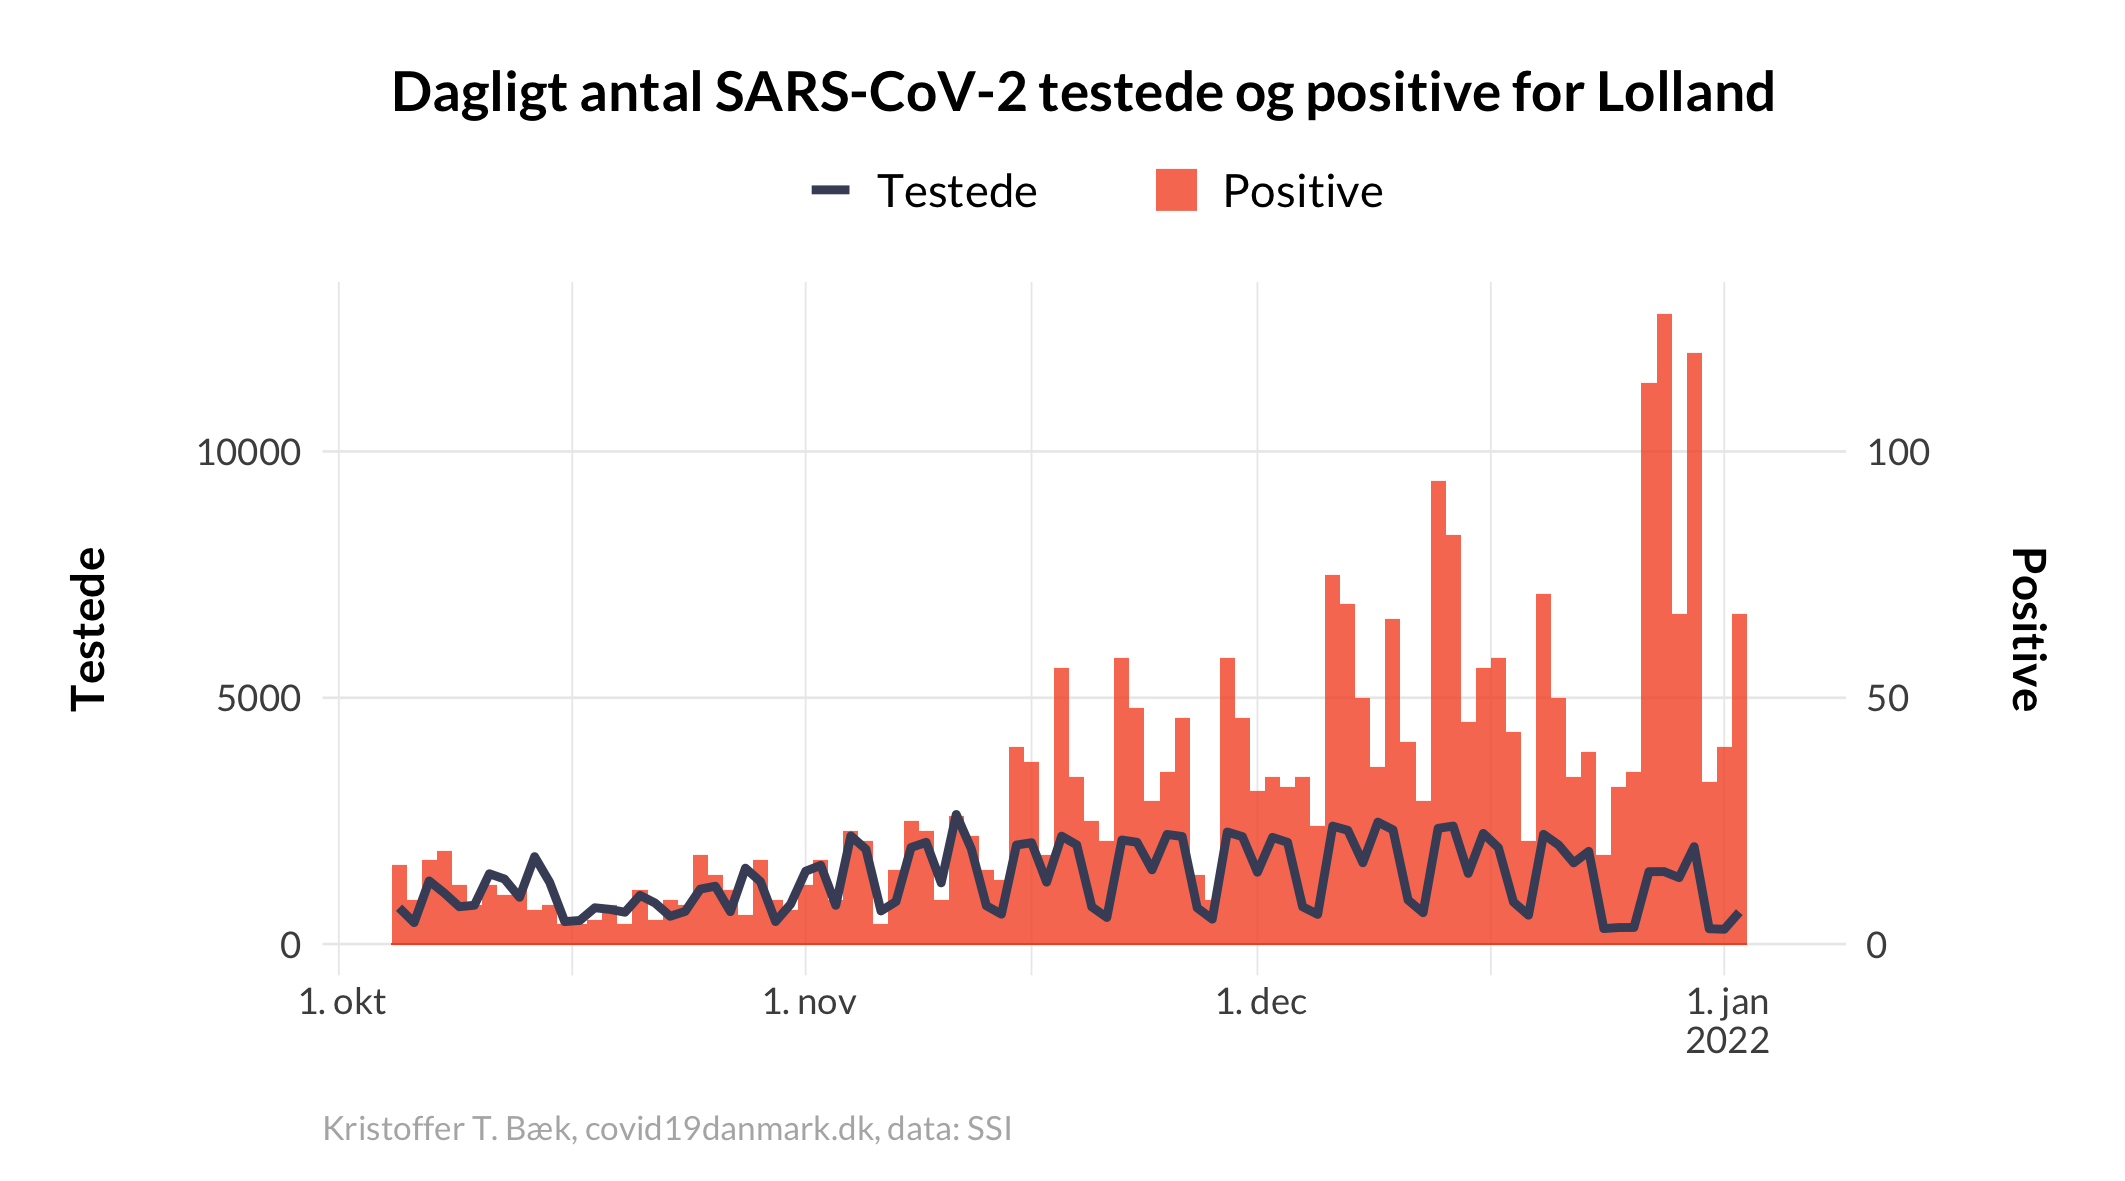 Dagligt antal SARS-CoV-2 testede og positive for Lolland
Testede
Positive
10000
5000
0
Testede
100
50
0
Positive
1. okt
1. nov
1. dec
1. jan
2022
Kristoffer T. Bæk, covid19danmark.dk, data: SSI